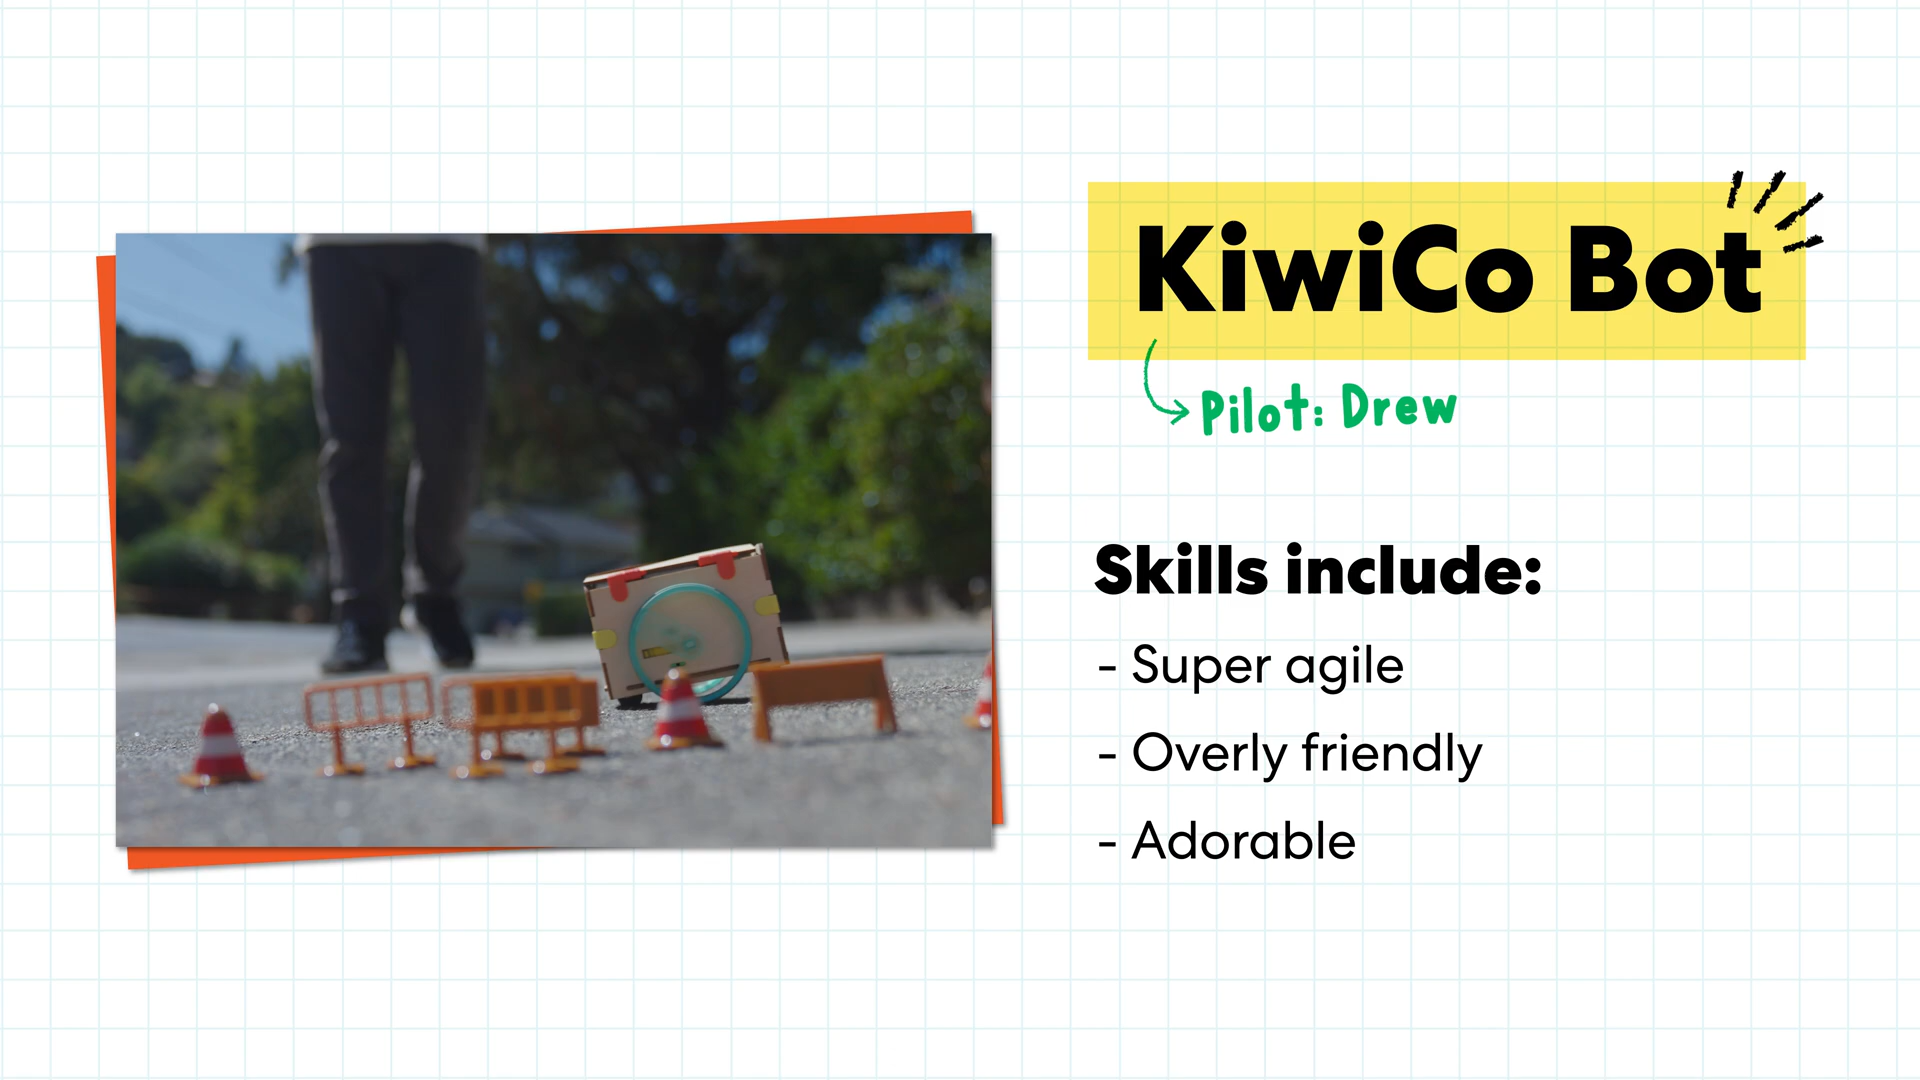 KiwiCo Bot
Pilot: Drew
Skills include:
- Super agile
- Overly friendly
- Adorable